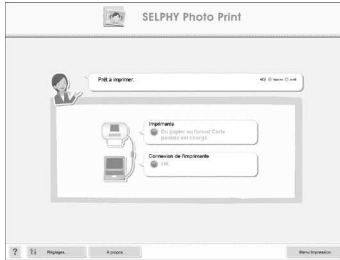 SELPHY Photo Print
Prêt à imprimer.
Imprimante
Du papier au format Carte
postale est chargé.
Connexion de l'imprimante
OK
? Réglages... A propos... Menu Impression